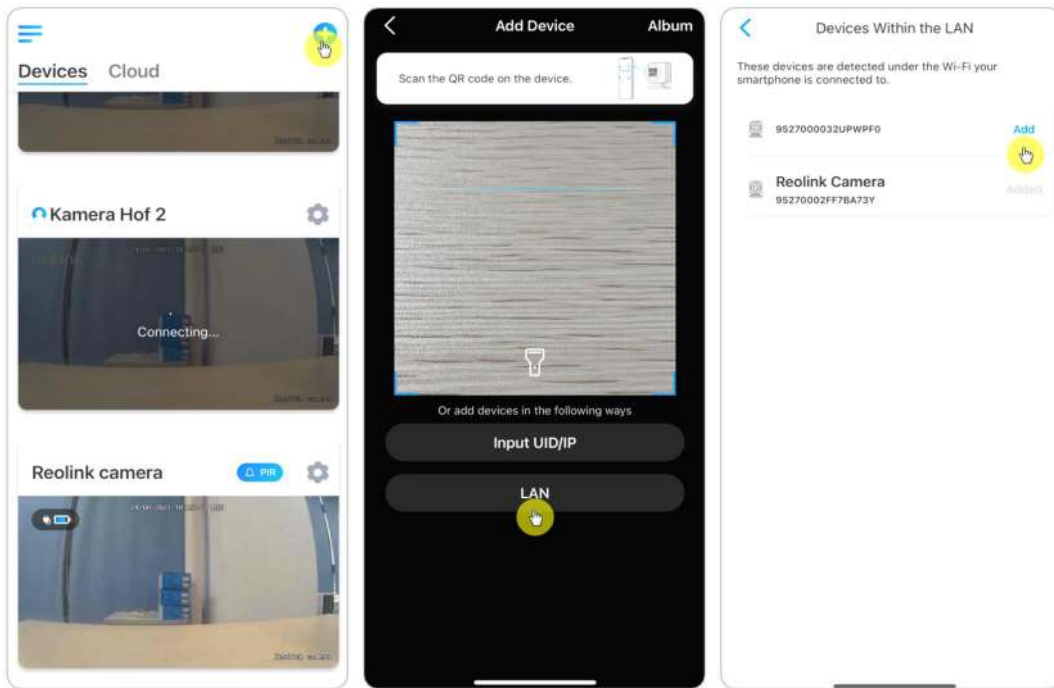 Devices Cloud
Kamera Hof 2
Connecting...
Reolink camera
PIR
Add Device
Album
Scan the QR code on the device.
Or add devices in the following ways
Input UID/IP
LAN
Devices Within the LAN
These devices are detected under the Wi-Fi your
smartphone is connected to.
9527000032UPWPF0
Add
Reolink Camera
Added
95270002FF7BA73Y